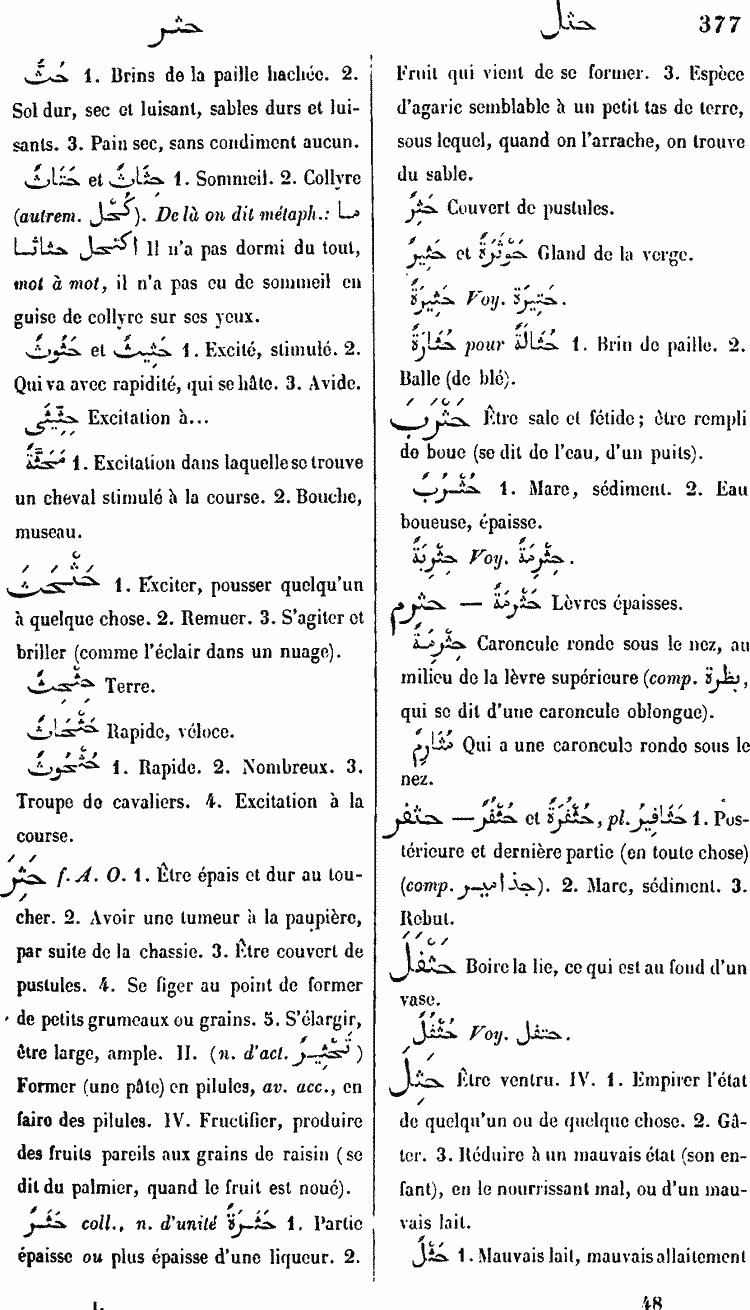 حثر
حثل 377
حُثٌّ 1. Brins de la paille hachée. 2.
Sol dur, sec et luisant, sables durs et lui-
sants. 3. Pain sec, sans condiment aucun.
حَثَاثٌ et حِثَاثٌ 1. Sommeil. 2. Collyre
(autrem. كُحْل). De là on dit métaph.: ما
اكتحل حثاثا Il n'a pas dormi du tout,
mot à mot, il n'a pas eu de sommeil en
guise de collyre sur ses yeux.
حَثُوثٌ et حَثِيثٌ 1. Excité, stimulé. 2.
Qui va avec rapidité, qui se hâte. 3. Avide.
حِثِّيثَى Excitation à...
مَحَثَّةٌ 1. Excitation dans laquelle se trouve
un cheval stimulé à la course. 2. Bouche,
museau.
حَثْحَثَ 1. Exciter, pousser quelqu'un
à quelque chose. 2. Remuer. 3. S'agiter et
briller (comme l'éclair dans un nuage).
حِثْحِثٌ Terre.
حَثْحَاثٌ Rapide, véloce.
حُثْحُوثٌ 1. Rapide. 2. Nombreux. 3.
Troupe de cavaliers. 4. Excitation à la
course.
حَثِرَ f. A. O. 1. Être épais et dur au tou-
cher. 2. Avoir une tumeur à la paupière,
par suite de la chassie. 3. Être couvert de
pustules. 4. Se figer au point de former
de petits grumeaux ou grains. 5. S'élargir,
être large, ample. II. (n. d'act. تَحْثِيرٌ)
Former (une pâte) en pilules, av. acc., en
faire des pilules. IV. Fructifier, produire
des fruits pareils aux grains de raisin (se
dit du palmier, quand le fruit est noué).
حَثَرٌ coll., n. d'unité حَثَرَةٌ 1. Partie
épaisse ou plus épaisse d'une liqueur. 2.
I.
Fruit qui vient de se former. 3. Espèce
d'agaric semblable à un petit tas de terre,
sous lequel, quand on l'arrache, on trouve
du sable.
حَثِرٌ Couvert de pustules.
حَثِيرٌ et حَوْثَرَةٌ Gland de la verge.
حَثِيرَةٌ Voy. خثيرة.
حُثَارَةٌ pour حُثَالَةٌ 1. Brin de paille. 2.
Balle (de blé).
حَثْرَبَ Être sale et fétide; être rempli
de boue (se dit de l'eau, d'un puits).
حُثْرُبٌ 1. Marc, sédiment. 2. Eau
boueuse, épaisse.
حِثْرِبَةٌ Voy. حِثْرِمَةٌ.
حثرم — حُثْرُمَةٌ Lèvres épaisses.
حِثْرِمَةٌ Caroncule ronde sous le nez, au
milieu de la lèvre supérieure (comp. بظرة,
qui se dit d'une caroncule oblongue).
حُثَارِمٌ Qui a une caroncule ronde sous le
nez.
حثفر — حُثْفُرٌ et حُثْفُرَةٌ, pl. حَثَافِيرُ 1. Pos-
térieure et dernière partie (en toute chose)
(comp. جذامير). 2. Marc, sédiment. 3.
Rebut.
حَثْفَلَ Boire la lie, ce qui est au fond d'un
vase.
حُثْفُلٌ Voy. حتفل.
حَثِلَ Être ventru. IV. 1. Empirer l'état
de quelqu'un ou de quelque chose. 2. Gâ-
ter. 3. Réduire à un mauvais état (son en-
fant), en le nourrissant mal, ou d'un mau-
vais lait.
حَثْلٌ 1. Mauvais lait, mauvais allaitement
48